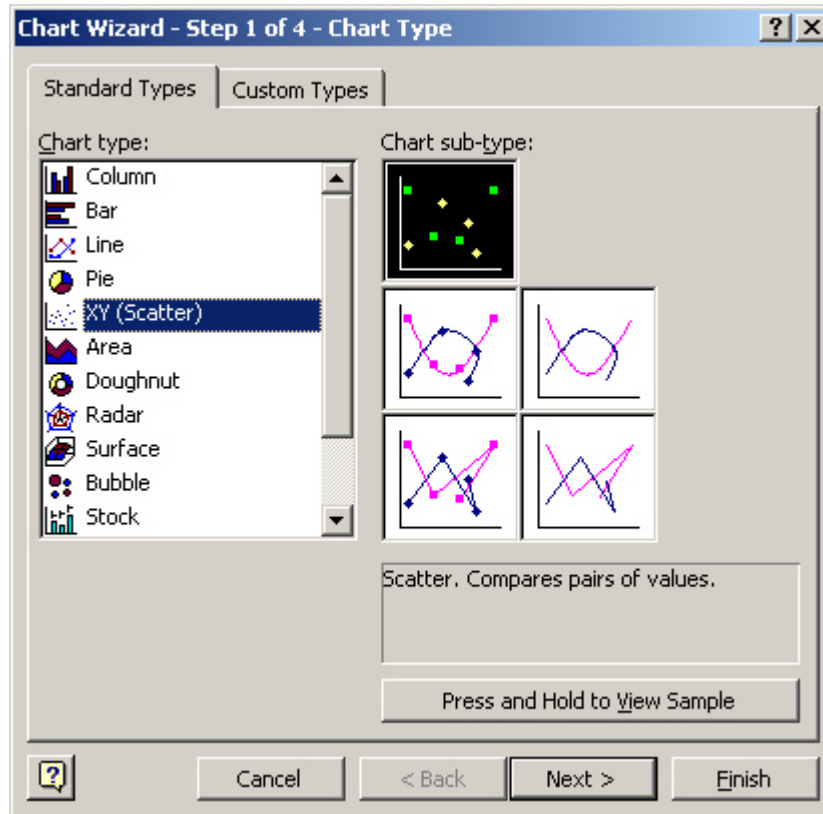 Chart Wizard - Step 1 of 4 - Chart Type
Standard Types
Custom Types
Chart type:
Column
Bar
Line
Pie
XY (Scatter)
Area
Doughnut
Radar
Surface
Bubble
Stock
Chart sub-type:
Scatter. Compares pairs of values.
Press and Hold to View Sample
Cancel
< Back
Next >
Finish